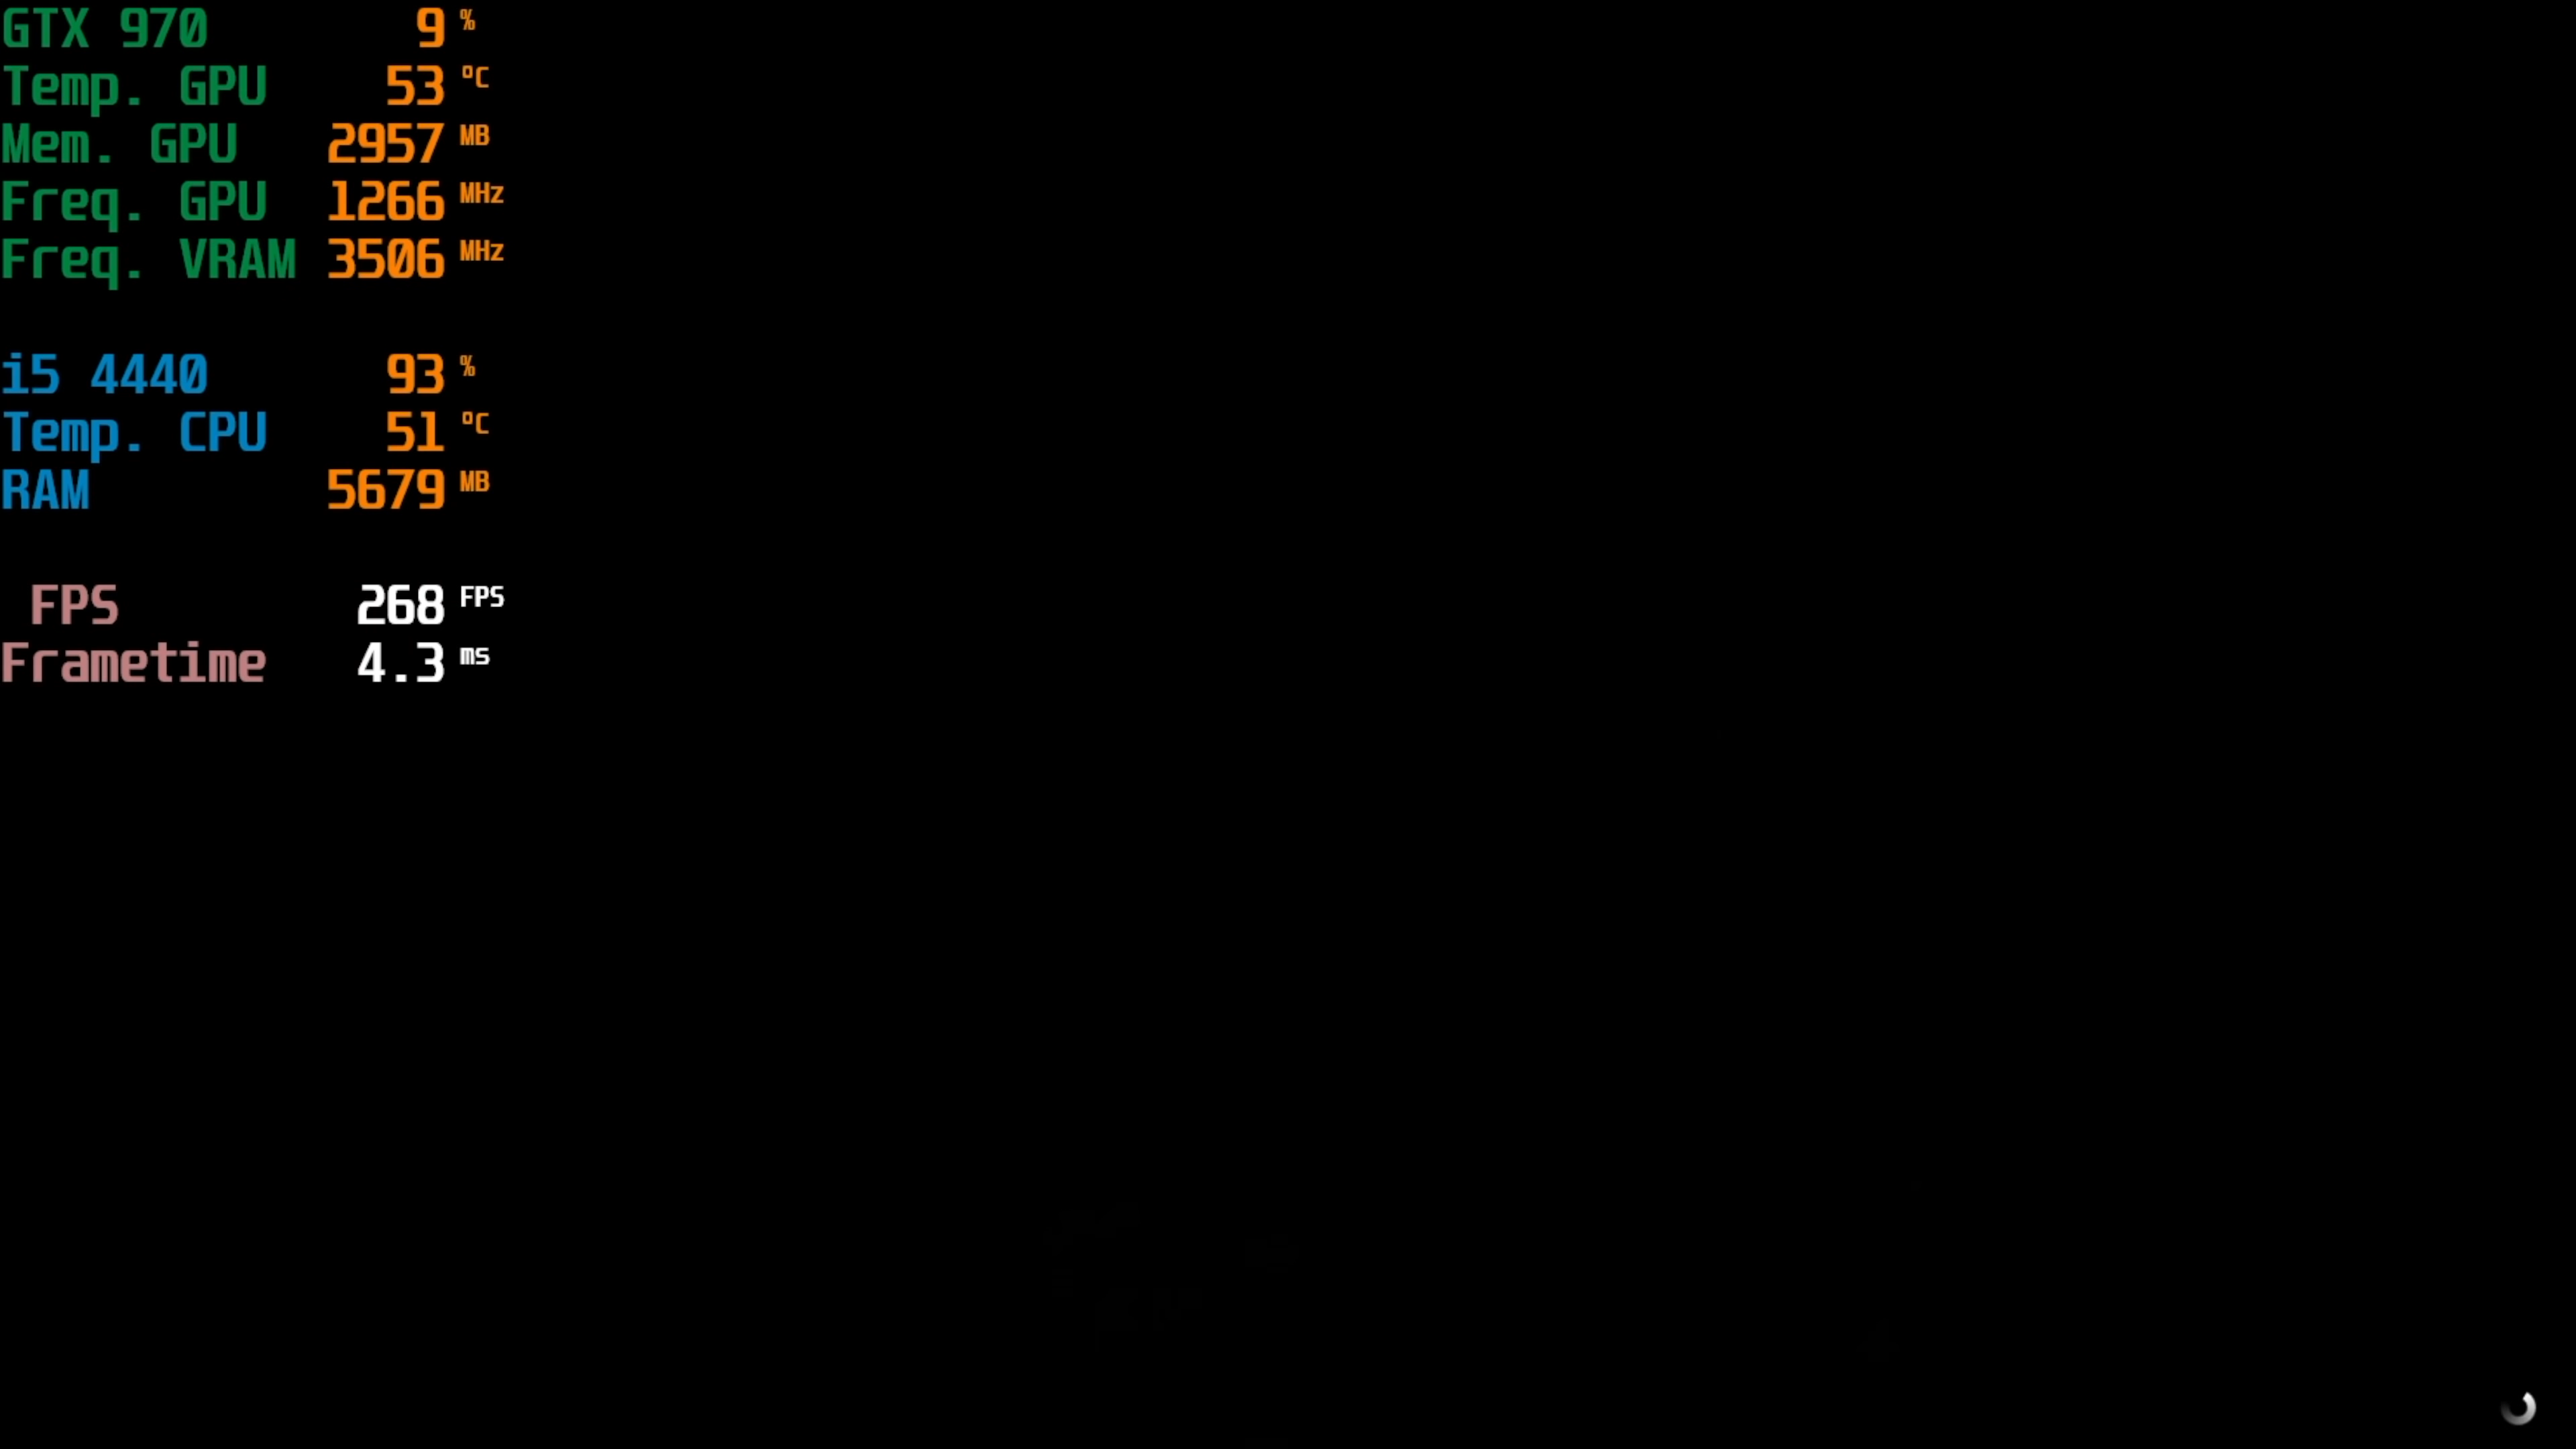 GTX 970 9 %
Temp. GPU 53 °C
Mem. GPU 2957 MB
Freq. GPU 1266 MHz
Freq. VRAM 3506 MHz
i5 4440 93 %
Temp. CPU 51 °C
RAM 5679 MB
FPS 268 FPS
Frametime 4.3 ms